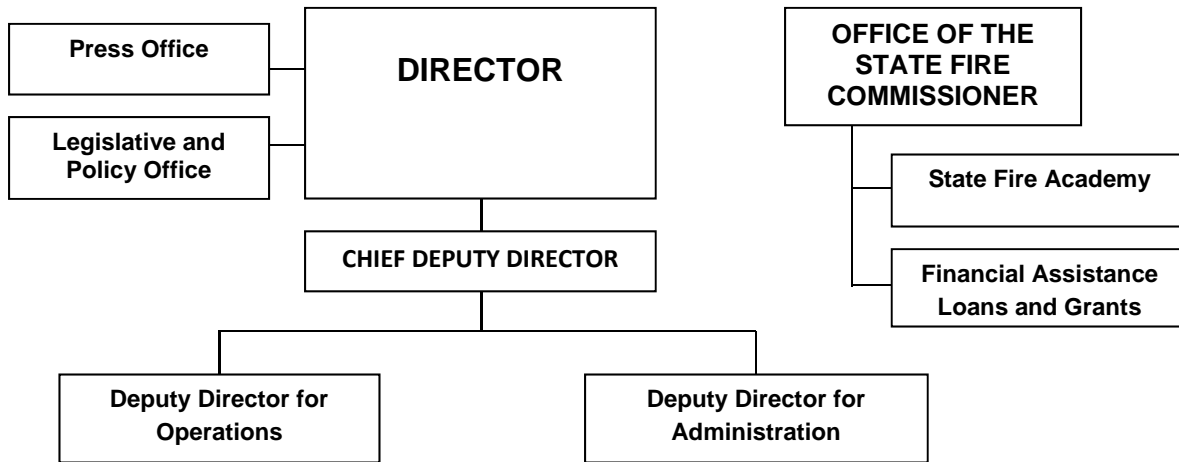 Press Office
Legislative and
Policy Office
DIRECTOR
CHIEF DEPUTY DIRECTOR
Deputy Director for
Operations
Deputy Director for
Administration
OFFICE OF THE
STATE FIRE
COMMISSIONER
State Fire Academy
Financial Assistance
Loans and Grants